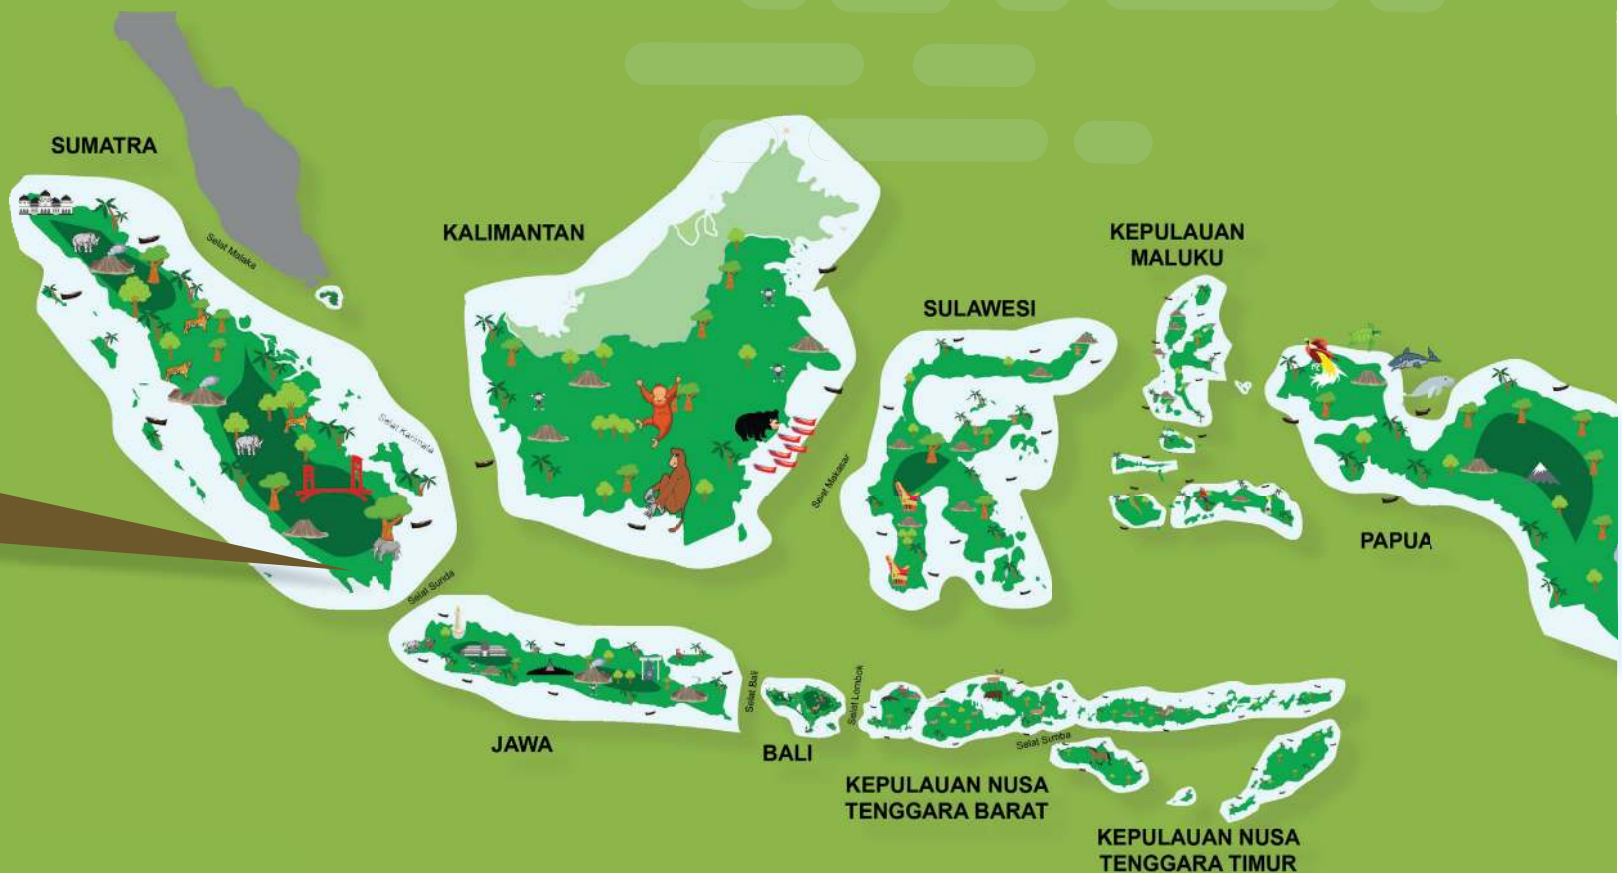 SUMATRA
KALIMANTAN
KEPULAUAN
MALUKU
Selat Malaka
SULAWESI
Selat Karimata
Selat Makasar
PAPUA
Selat Sunda
JAWA
Selat Bali
BALI
Selat Lombok
Selat Sumba
KEPULAUAN NUSA
TENGGARA BARAT
KEPULAUAN NUSA
TENGGARA TIMUR